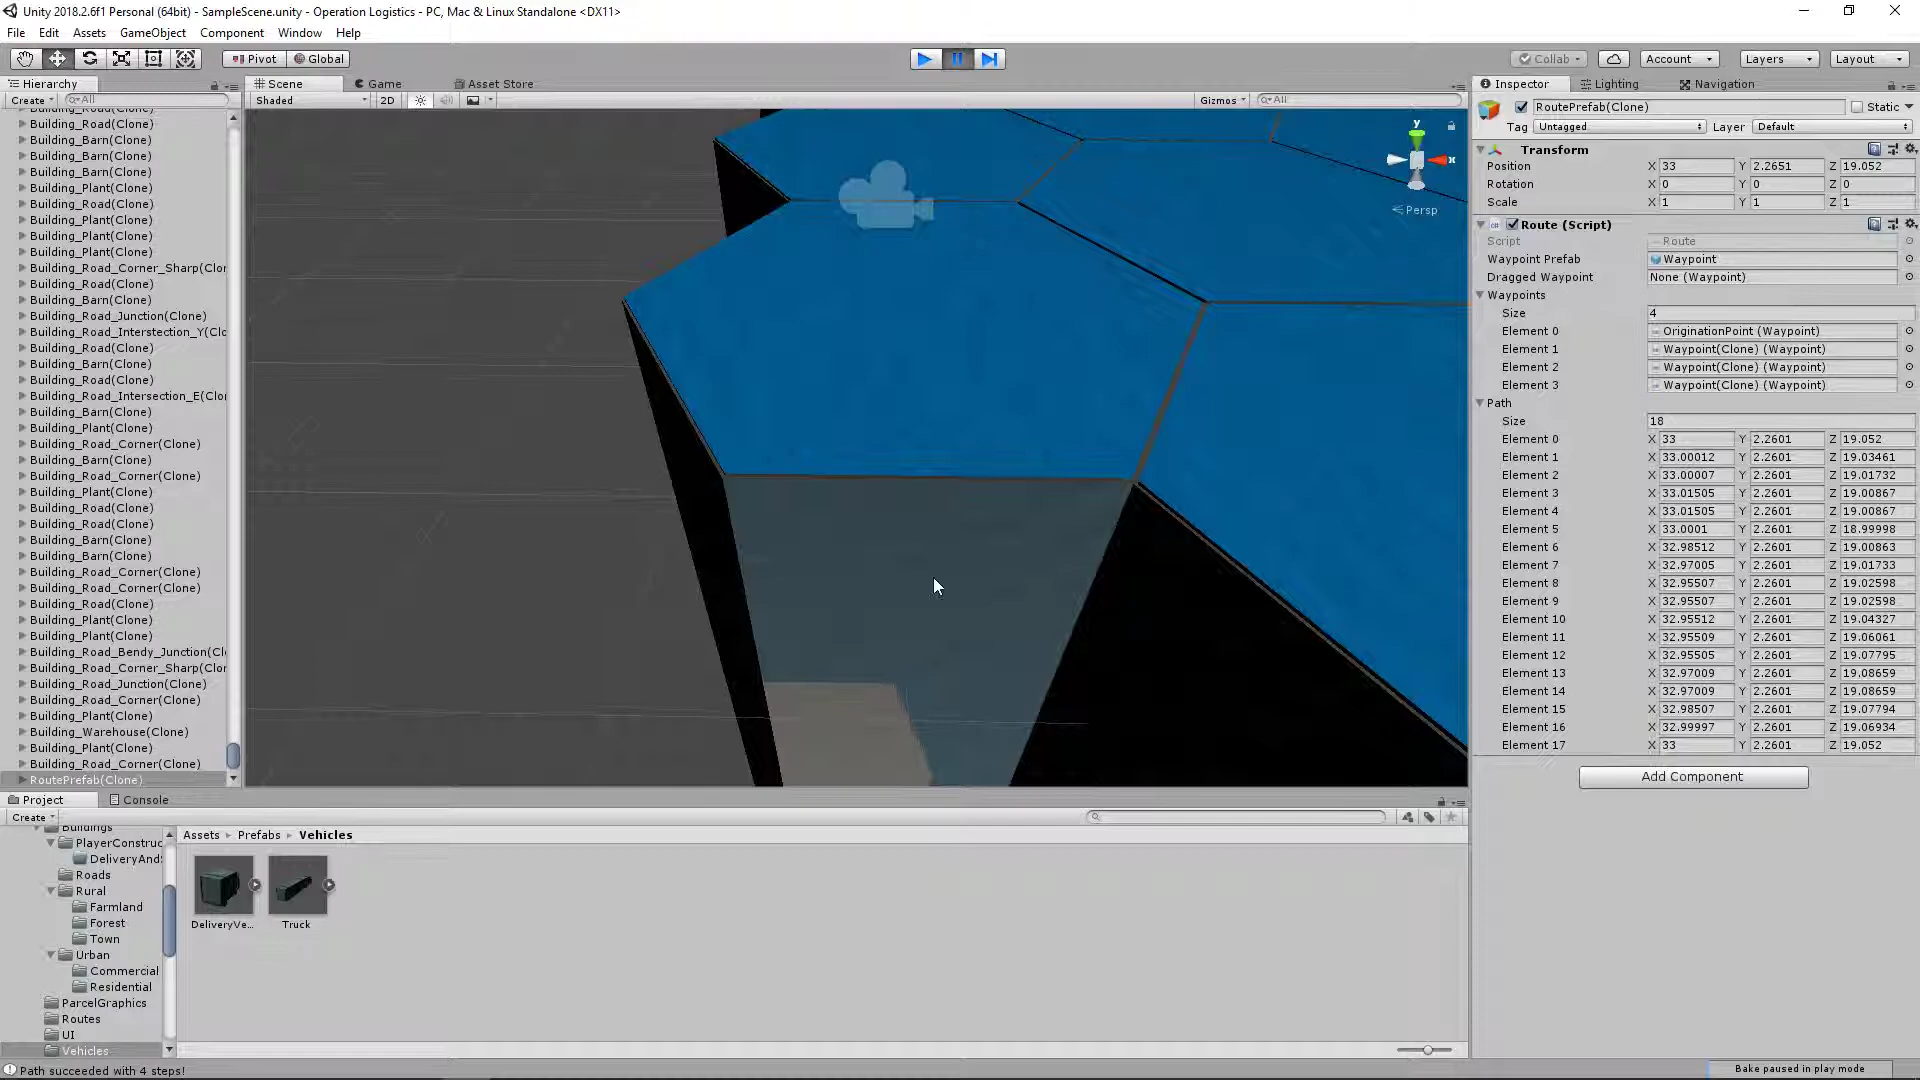 Unity 2018.2.6f1 Personal (64bit) - SampleScene.unity - Operation Logistics - PC, Mac & Linux Standalone <DX11>
File Edit Assets GameObject Component Window Help
Pivot Global Collab Account Layers Layout
Hierarchy Scene Game Asset Store Inspector Lighting Navigation
Create All Shaded 2D Gizmos All
RoutePrefab(Clone) Static
Tag Untagged Layer Default
Building_Road(Clone)
Building_Road(Clone)
Building_Barn(Clone)
Building_Barn(Clone)
Building_Barn(Clone)
Building_Plant(Clone)
Building_Road(Clone)
Building_Plant(Clone)
Building_Plant(Clone)
Building_Plant(Clone)
Building_Road_Corner_Sharp(Clor
Building_Road(Clone)
Building_Barn(Clone)
Building_Road_Junction(Clone)
Building_Road_Interstection_Y(Clc
Building_Road(Clone)
Building_Barn(Clone)
Building_Road(Clone)
Building_Road_Intersection_E(Clor
Building_Barn(Clone)
Building_Plant(Clone)
Building_Road_Corner(Clone)
Building_Barn(Clone)
Building_Road_Corner(Clone)
Building_Plant(Clone)
Building_Road(Clone)
Building_Road(Clone)
Building_Barn(Clone)
Building_Barn(Clone)
Building_Road_Corner(Clone)
Building_Road_Corner(Clone)
Building_Road(Clone)
Building_Plant(Clone)
Building_Plant(Clone)
Building_Road_Bendy_Junction(Cl
Building_Road_Corner_Sharp(Clor
Building_Road_Junction(Clone)
Building_Road_Corner(Clone)
Building_Plant(Clone)
Building_Warehouse(Clone)
Building_Plant(Clone)
Building_Road_Corner(Clone)
RoutePrefab(Clone)
y
x
Persp
Transform
Position X 33 Y 2.2651 Z 19.052
Rotation X 0 Y 0 Z 0
Scale X 1 Y 1 Z 1
Route (Script)
Script Route
Waypoint Prefab Waypoint
Dragged Waypoint None (Waypoint)
Waypoints
Size 4
Element 0 OriginationPoint (Waypoint)
Element 1 Waypoint(Clone) (Waypoint)
Element 2 Waypoint(Clone) (Waypoint)
Element 3 Waypoint(Clone) (Waypoint)
Path
Size 18
Element 0 X 33 Y 2.2601 Z 19.052
Element 1 X 33.00012 Y 2.2601 Z 19.03461
Element 2 X 33.00007 Y 2.2601 Z 19.01732
Element 3 X 33.01505 Y 2.2601 Z 19.00867
Element 4 X 33.01505 Y 2.2601 Z 19.00867
Element 5 X 33.0001 Y 2.2601 Z 18.99998
Element 6 X 32.98512 Y 2.2601 Z 19.00863
Element 7 X 32.97005 Y 2.2601 Z 19.01733
Element 8 X 32.95507 Y 2.2601 Z 19.02598
Element 9 X 32.95507 Y 2.2601 Z 19.02598
Element 10 X 32.95512 Y 2.2601 Z 19.04327
Element 11 X 32.95509 Y 2.2601 Z 19.06061
Element 12 X 32.95505 Y 2.2601 Z 19.07795
Element 13 X 32.97009 Y 2.2601 Z 19.08659
Element 14 X 32.97009 Y 2.2601 Z 19.08659
Element 15 X 32.98507 Y 2.2601 Z 19.07794
Element 16 X 32.99997 Y 2.2601 Z 19.06934
Element 17 X 33 Y 2.2601 Z 19.052
Add Component
Project Console
Create
Buildings
PlayerConstruc
DeliveryAnd
Roads
Rural
Farmland
Forest
Town
Urban
Commercial
Residential
ParcelGraphics
Routes
UI
Vehicles
Assets Prefabs Vehicles
DeliveryVe... Truck
Path succeeded with 4 steps!
Bake paused in play mode